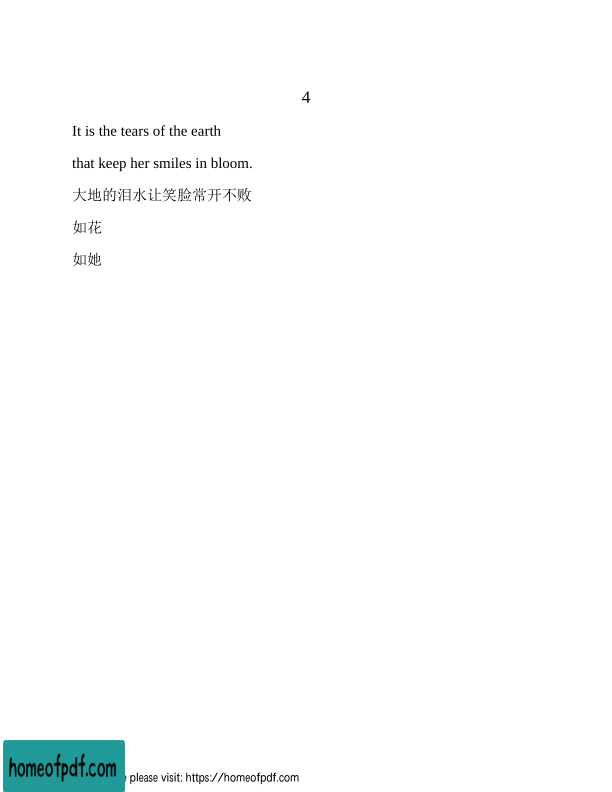 4
It is the tears of the earth
that keep her smiles in bloom.
大地的泪水让笑脸常开不败
如花
如她
homeofpdf.com
please visit: https://homeofpdf.com